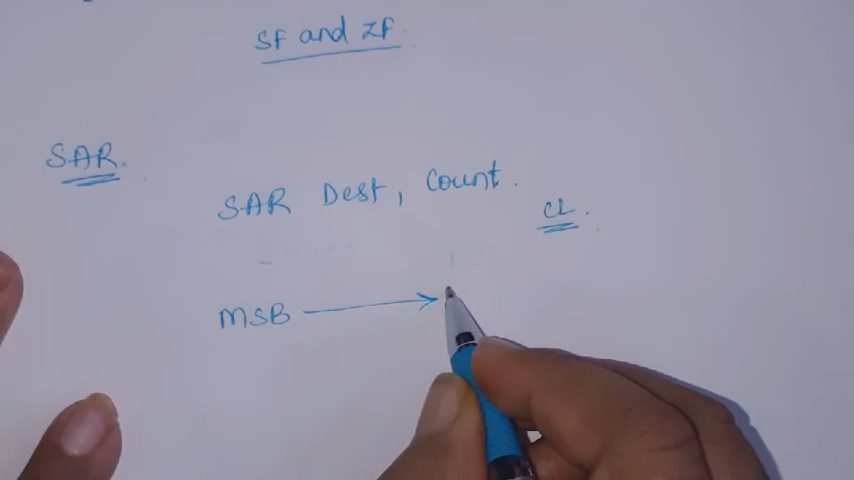 SF and ZF.
SAR.
SAR Dest, Count.
CL.
MSB →